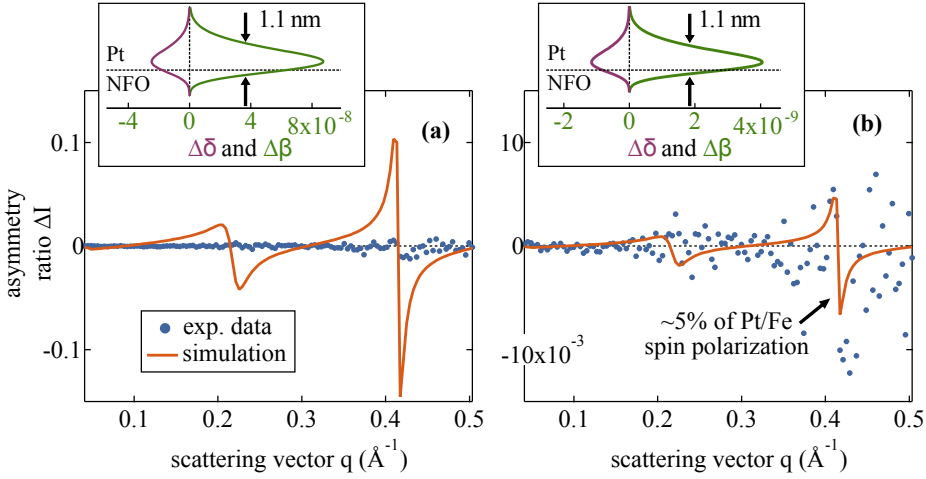 1.1 nm
Pt
NFO
-4 0 4 8x10⁻⁸
Δδ and Δβ
(a)
0.1
0
-0.1
asymmetry
ratio ΔI
exp. data
simulation
0.1 0.2 0.3 0.4 0.5
scattering vector q (Å⁻¹)
1.1 nm
Pt
NFO
-2 0 2 4x10⁻⁹
Δδ and Δβ
(b)
10
0
-10x10⁻³
~5% of Pt/Fe
spin polarization
0.1 0.2 0.3 0.4 0.5
scattering vector q (Å⁻¹)